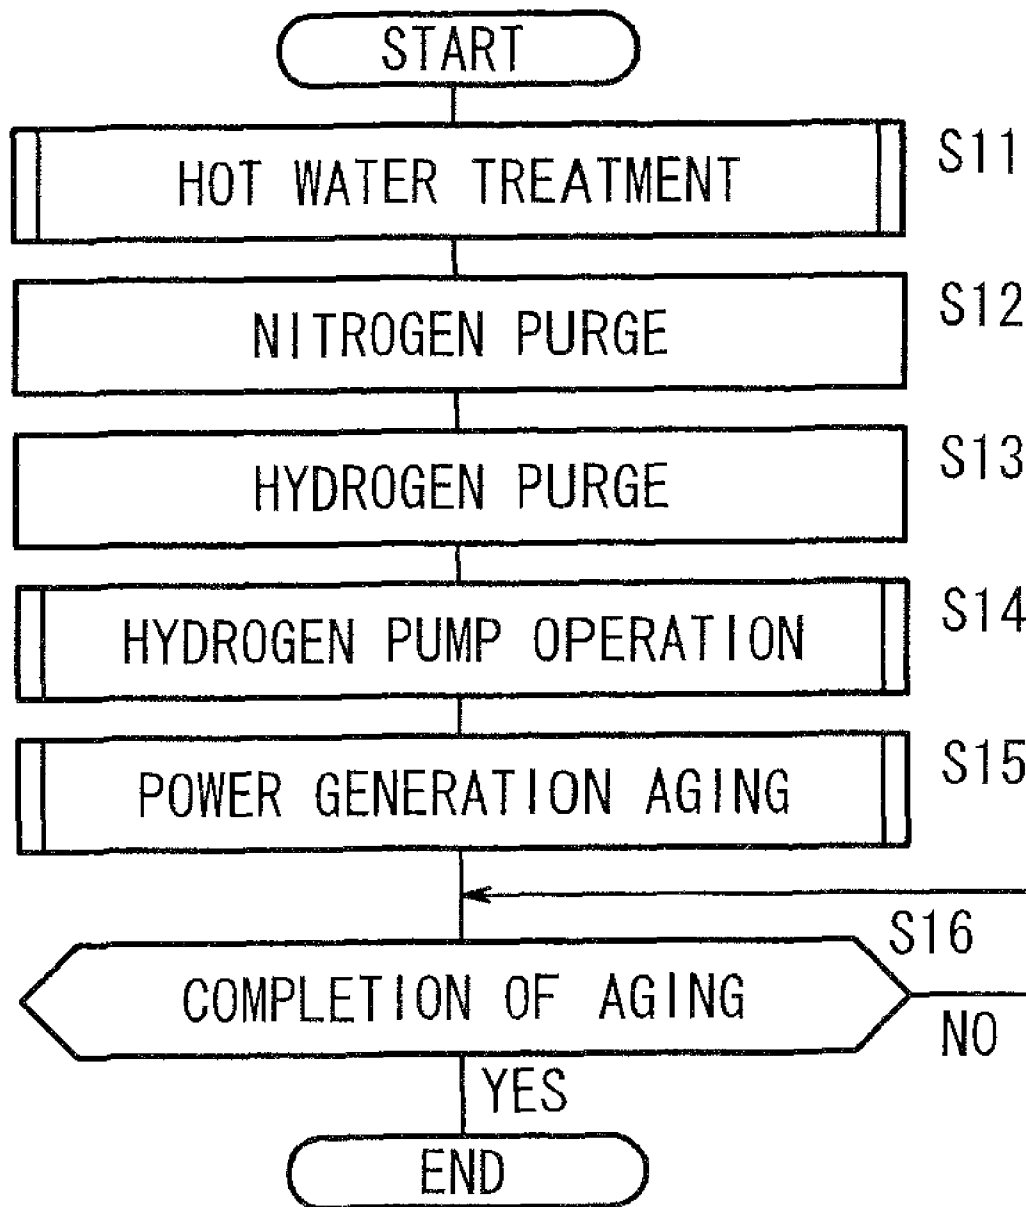 START
HOT WATER TREATMENT
S11
NITROGEN PURGE
S12
HYDROGEN PURGE
S13
HYDROGEN PUMP OPERATION
S14
POWER GENERATION AGING
S15
S16
COMPLETION OF AGING
NO
YES
END